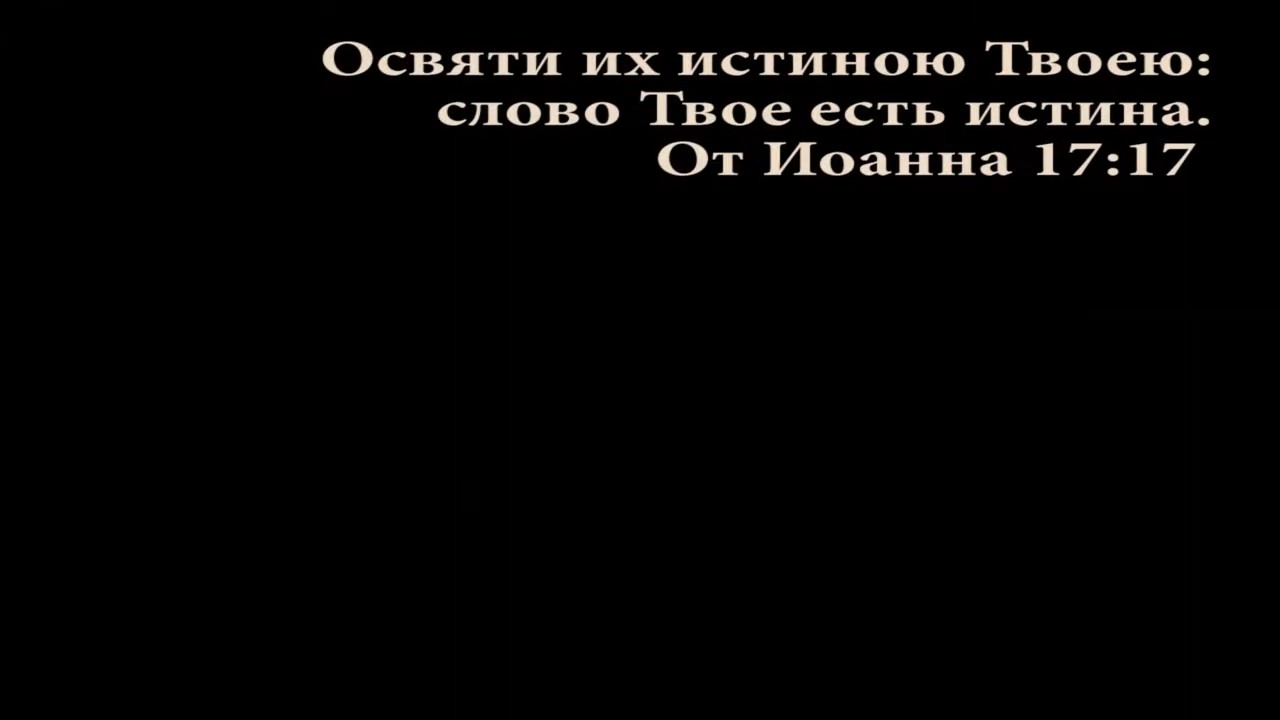 Освяти их истиною Твоею:
слово Твое есть истина.
От Иоанна 17:17